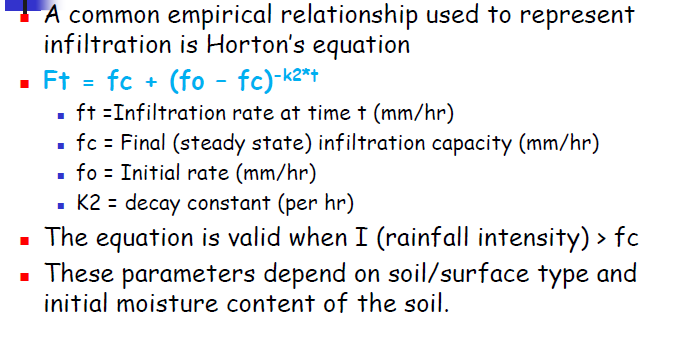 A common empirical relationship used to represent
infiltration is Horton's equation
Ft = fc + (fo - fc)-k2*t
ft =Infiltration rate at time t (mm/hr)
fc = Final (steady state) infiltration capacity (mm/hr)
fo = Initial rate (mm/hr)
K2 = decay constant (per hr)
The equation is valid when I (rainfall intensity) > fc
These parameters depend on soil/surface type and
initial moisture content of the soil.